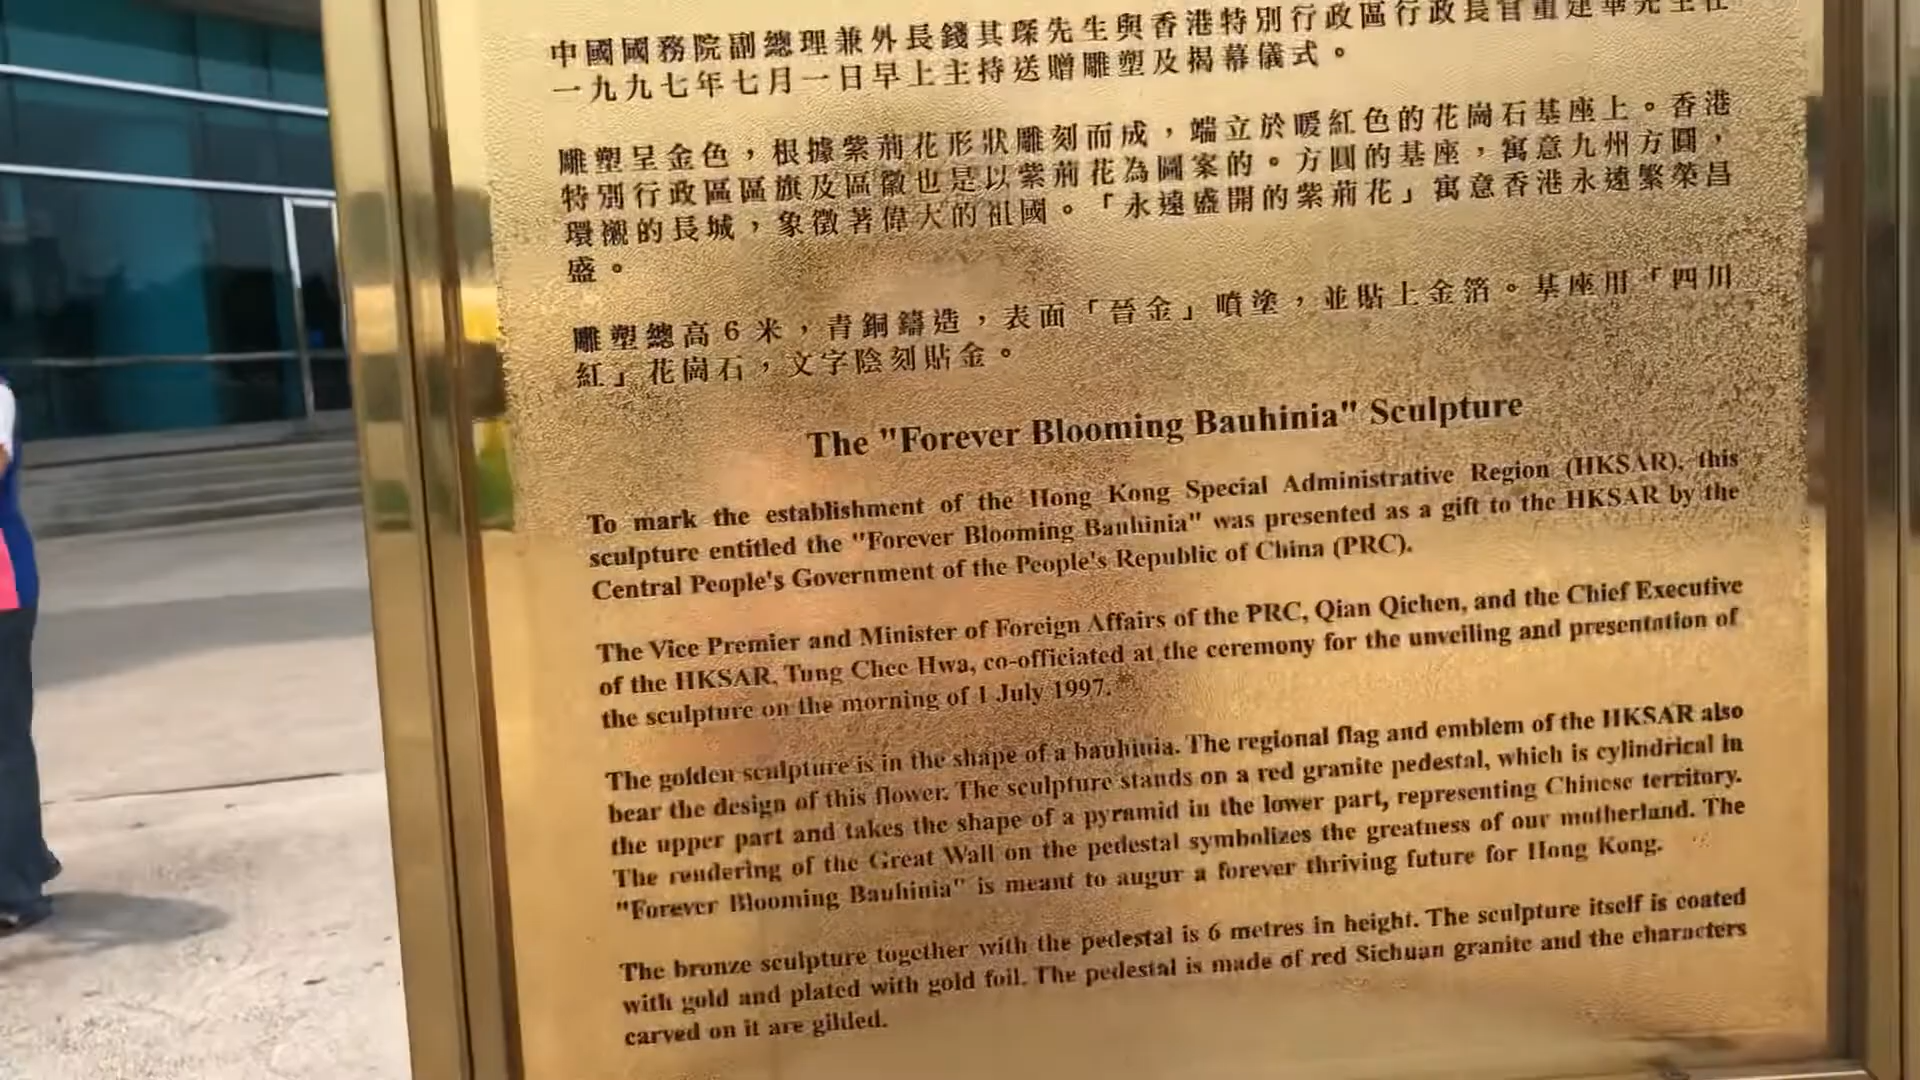 中國國務院副總理兼外長錢其琛先生與香港特別行政區行政長官董建華先生在
一九九七年七月一日早上主持送贈雕塑及揭幕儀式。
雕塑呈金色，根據紫荊花形狀雕刻而成，端立於暖紅色的花崗石基座上。香港
特別行政區區旗及區徽也是以紫荊花為圖案的。方圓的基座，寓意九州方圓，
環襯的長城，象徵著偉大的祖國。「永遠盛開的紫荊花」寓意香港永遠繁榮昌
盛。
雕塑總高6米，青銅鑄造，表面「晉金」噴塗，並貼上金箔。基座用「四川
紅」花崗石，文字陰刻貼金。
The "Forever Blooming Bauhinia" Sculpture
To mark the establishment of the Hong Kong Special Administrative Region (HKSAR), this
sculpture entitled the "Forever Blooming Bauhinia" was presented as a gift to the HKSAR by the
Central People's Government of the People's Republic of China (PRC).
The Vice Premier and Minister of Foreign Affairs of the PRC, Qian Qichen, and the Chief Executive
of the HKSAR, Tung Chee Hwa, co-officiated at the ceremony for the unveiling and presentation of
the sculpture on the morning of 1 July 1997.
The golden sculpture is in the shape of a bauhinia. The regional flag and emblem of the HKSAR also
bear the design of this flower. The sculpture stands on a red granite pedestal, which is cylindrical in
the upper part and takes the shape of a pyramid in the lower part, representing Chinese territory.
The rendering of the Great Wall on the pedestal symbolizes the greatness of our motherland. The
"Forever Blooming Bauhinia" is meant to augur a forever thriving future for Hong Kong.
The bronze sculpture together with the pedestal is 6 metres in height. The sculpture itself is coated
with gold and plated with gold foil. The pedestal is made of red Sichuan granite and the characters
carved on it are gilded.